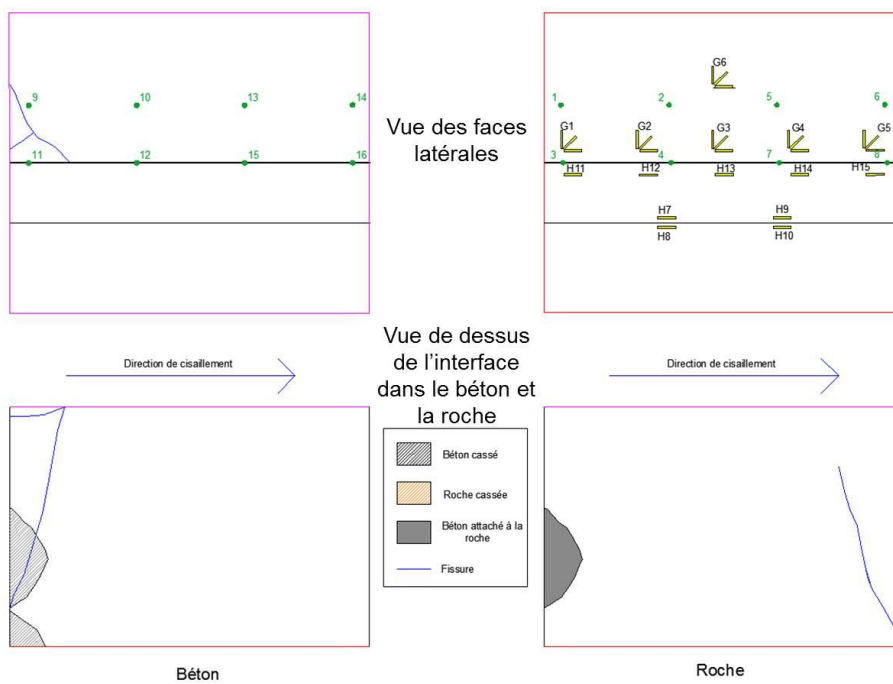 G6
9
10
13
14
1
2
5
6
Vue des faces
latérales
G1
G2
G3
G4
G5
11
12
15
16
3
4
7
8
H11
H12
H13
H14
H15
H7
H9
H8
H10
Vue de dessus
de l'interface
dans le béton et
la roche
Direction de cisaillement
Direction de cisaillement
Béton cassé
Roche cassée
Béton attaché à la
roche
Fissure
Béton
Roche